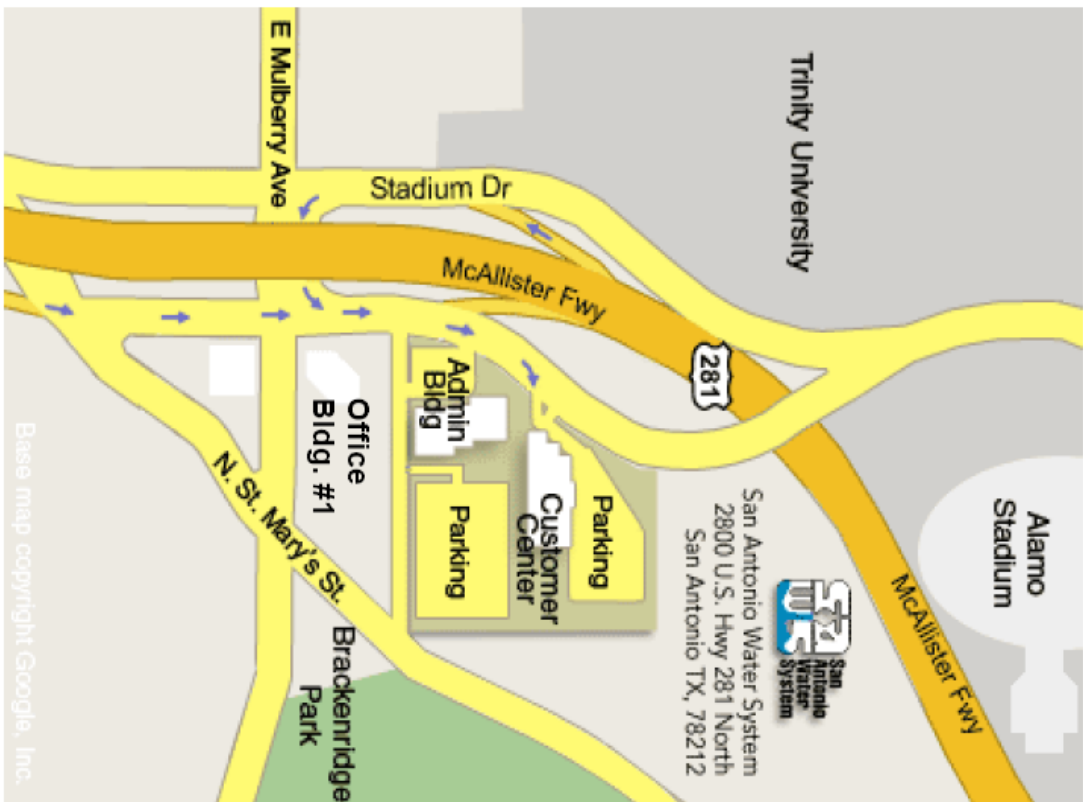 E Mulberry Ave
Trinity University
Stadium Dr
McAllister Fwy
281
Alamo
Stadium
McAllister Fwy
San
Antonio
Water
System
San Antonio Water System
2800 U.S. Hwy 281 North
San Antonio TX, 78212
Admin
Bldg
Parking
Customer
Center
Parking
Office
Bldg. #1
N. St. Mary's St.
Brackenridge
Park
Base map copyright Google, Inc.